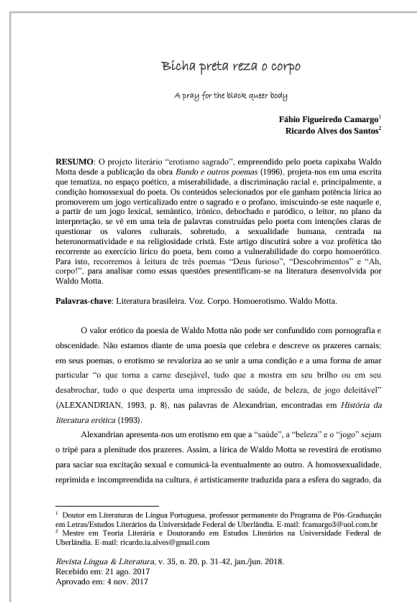 Bicha preta reza o corpo
A pray for the black queer body
Fábio Figueiredo Camargo¹
Ricardo Alves dos Santos²
RESUMO: O projeto literário “erotismo sagrado”, empreendido pelo poeta capixaba Waldo
Motta desde a publicação da obra Bundo e outros poemas (1996), projeta-nos em uma escrita
que tematiza, no espaço poético, a miserabilidade, a discriminação racial e, principalmente, a
condição homossexual do poeta. Os conteúdos selecionados por ele ganham potência lírica ao
promoverem um jogo verticalizado entre o sagrado e o profano, imiscuindo-se este naquele e,
a partir de um jogo lexical, semântico, irônico, debochado e paródico, o leitor, no plano da
interpretação, se vê em uma teia de palavras construídas pelo poeta com intenções claras de
questionar os valores culturais, sobretudo, a sexualidade humana, centrada na
heteronormatividade e na religiosidade cristã. Este artigo discutirá sobre a voz profética tão
recorrente ao exercício lírico do poeta, bem como a vulnerabilidade do corpo homoerótico.
Para isto, recorremos à leitura de três poemas “Deus furioso”, “Descobrimentos” e “Ah,
corpo!”, para analisar como essas questões presentificam-se na literatura desenvolvida por
Waldo Motta.
Palavras-chave: Literatura brasileira. Voz. Corpo. Homoerotismo. Waldo Motta.
O valor erótico da poesia de Waldo Motta não pode ser confundido com pornografia e
obscenidade. Não estamos diante de uma poesia que celebra e descreve os prazeres carnais;
em seus poemas, o erotismo se revaloriza ao se unir a uma condição e a uma forma de amar
particular “o que torna a carne desejável, tudo que a mostra em seu brilho ou em seu
desabrochar, tudo o que desperta uma impressão de saúde, de beleza, de jogo deleitável”
(ALEXANDRIAN, 1993, p. 8), nas palavras de Alexandrian, encontradas em História da
literatura erótica (1993).
Alexandrian apresenta-nos um erotismo em que a “saúde”, a “beleza” e o “jogo” sejam
o tripé para a plenitude dos prazeres. Assim, a lírica de Waldo Motta se revestirá de erotismo
para saciar sua excitação sexual e comunicá-la eventualmente ao outro. A homossexualidade,
reprimida e incompreendida na cultura, é artisticamente traduzida para a esfera do sagrado, da
¹ Doutor em Literaturas de Língua Portuguesa, professor permanente do Programa de Pós-Graduação
em Letras/Estudos Literários da Universidade Federal de Uberlândia. E-mail: fcamargo3@uol.com.br
² Mestre em Teoria Literária e Doutorando em Estudos Literários na Universidade Federal de
Uberlândia. E-mail: ricardo.ia.alves@gmail.com
Revista Língua & Literatura, v. 35, n. 20, p. 31-42, jan./jun. 2018.
Recebido em: 21 ago. 2017
Aprovado em: 4 nov. 2017